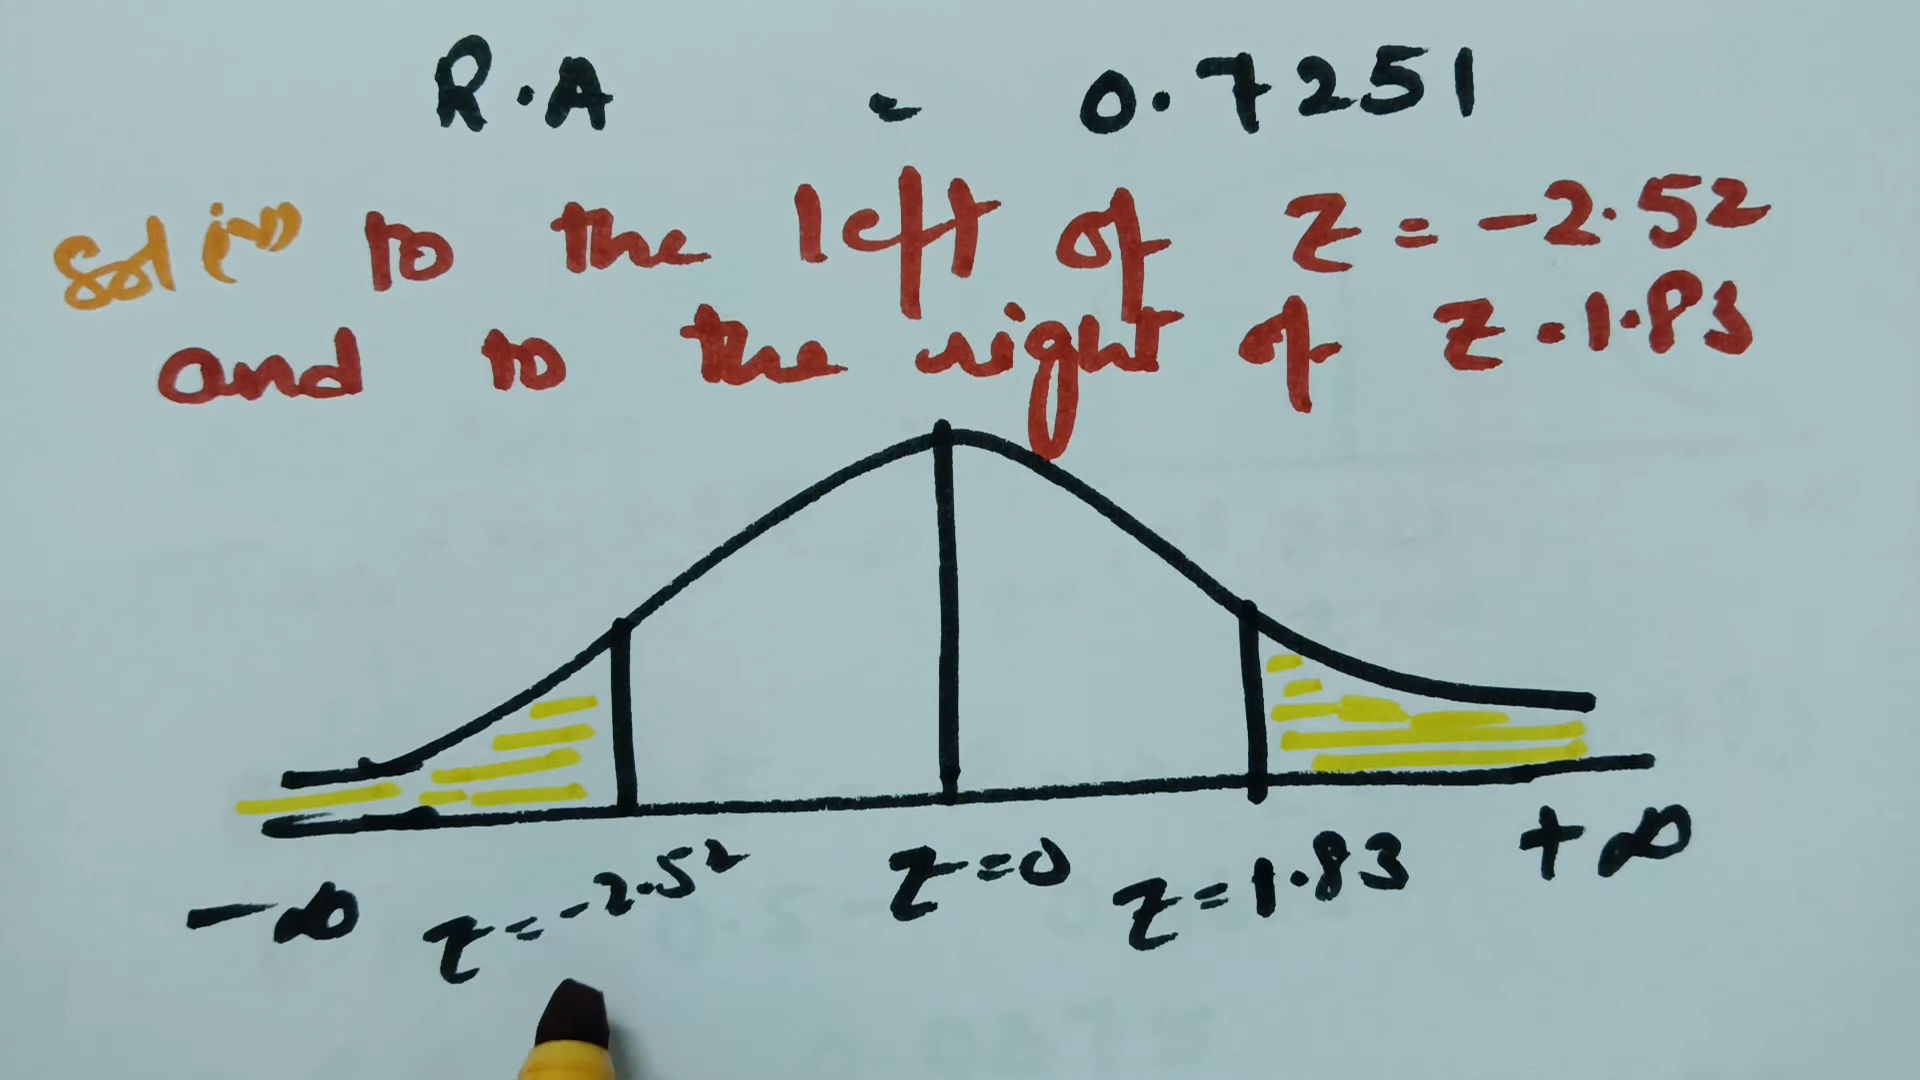 R.A = 0.7251
Sol iv) to the left of Z = -2.52
and to the right of Z = 1.83
-∞ Z = -2.52 Z = 0 Z = 1.83 +∞